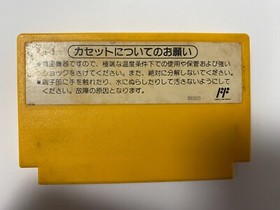 カセットについてのお願い
●精密機器ですので、極端な温度条件下での使用や保管および強い
ショックをさけてください。また、絶対に分解しないでください。
●端子部に手を触れたり、水にぬらしたりして汚さないようにして
ください。故障の原因となります。